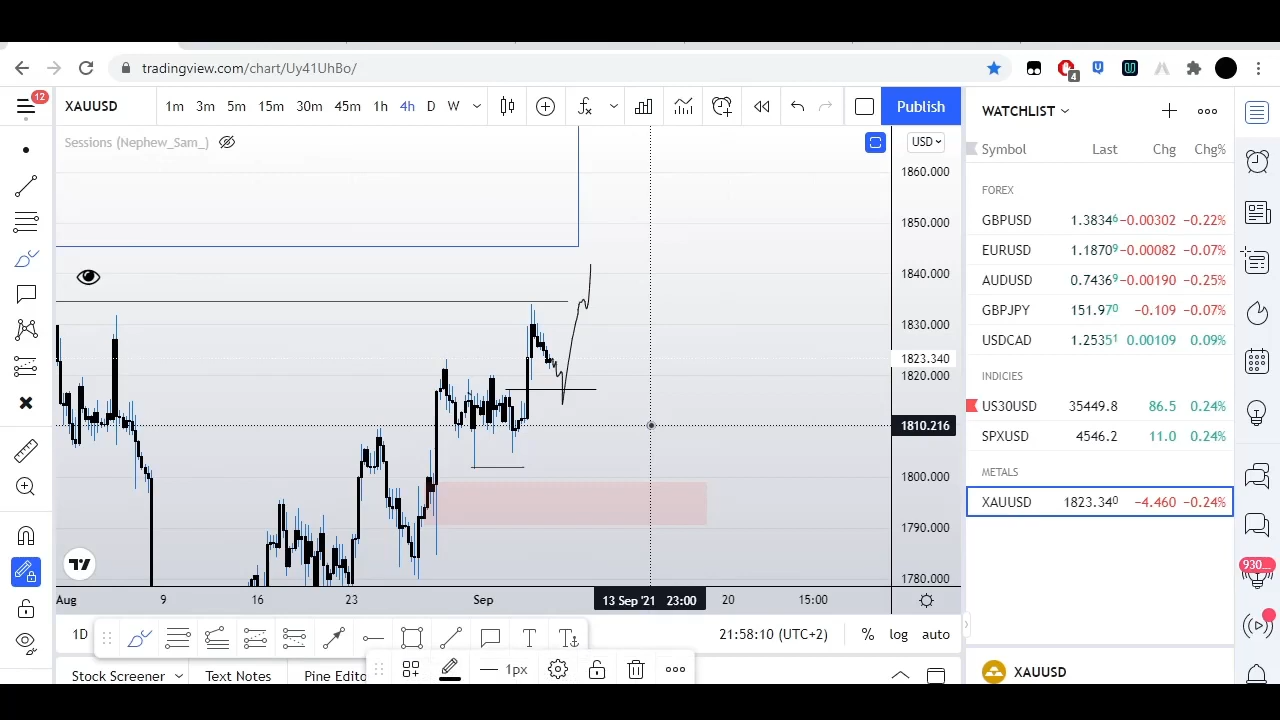 tradingview.com/chart/Uy41UhBo/
4
12
XAUUSD 1m 3m 5m 15m 30m 45m 1h 4h D W Publish
WATCHLIST
Sessions (Nephew_Sam_)
USD
Symbol Last Chg Chg%
1860.000
1850.000
1840.000
1830.000
1823.340
1820.000
1810.216
1800.000
1790.000
1780.000
FOREX
GBPUSD 1.38346 −0.00302 −0.22%
EURUSD 1.18709 −0.00082 −0.07%
AUDUSD 0.74369 −0.00190 −0.25%
GBPJPY 151.970 −0.109 −0.07%
USDCAD 1.25351 0.00109 0.09%
INDICIES
US30USD 35449.8 86.5 0.24%
SPXUSD 4546.2 11.0 0.24%
METALS
XAUUSD 1823.340 −4.460 −0.24%
930
Aug 9 16 23 Sep 13 Sep '21 23:00 20 15:00
1D
21:58:10 (UTC+2) % log auto
1px
Stock Screener Text Notes Pine Edito
XAUUSD